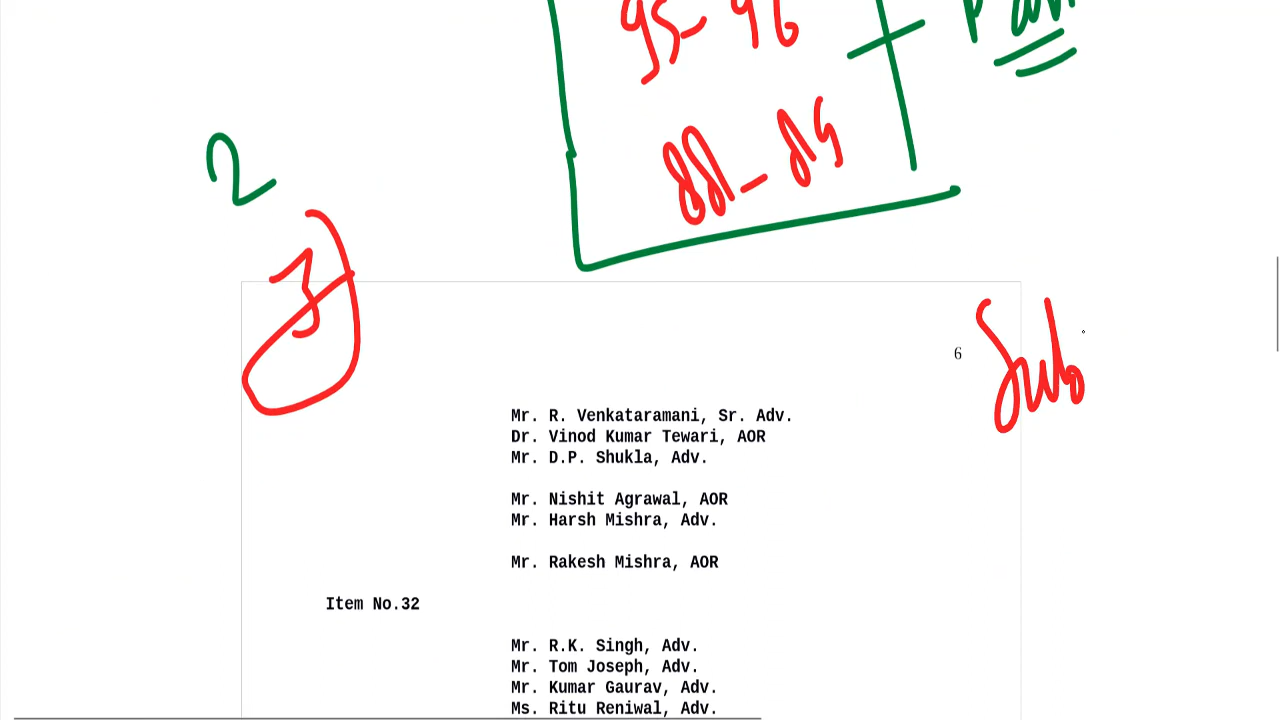 95-96
88-89
2
3
6
Sub
Mr. R. Venkataramani, Sr. Adv.
Dr. Vinod Kumar Tewari, AOR
Mr. D.P. Shukla, Adv.
Mr. Nishit Agrawal, AOR
Mr. Harsh Mishra, Adv.
Mr. Rakesh Mishra, AOR
Item No.32
Mr. R.K. Singh, Adv.
Mr. Tom Joseph, Adv.
Mr. Kumar Gaurav, Adv.
Ms. Ritu Reniwal, Adv.